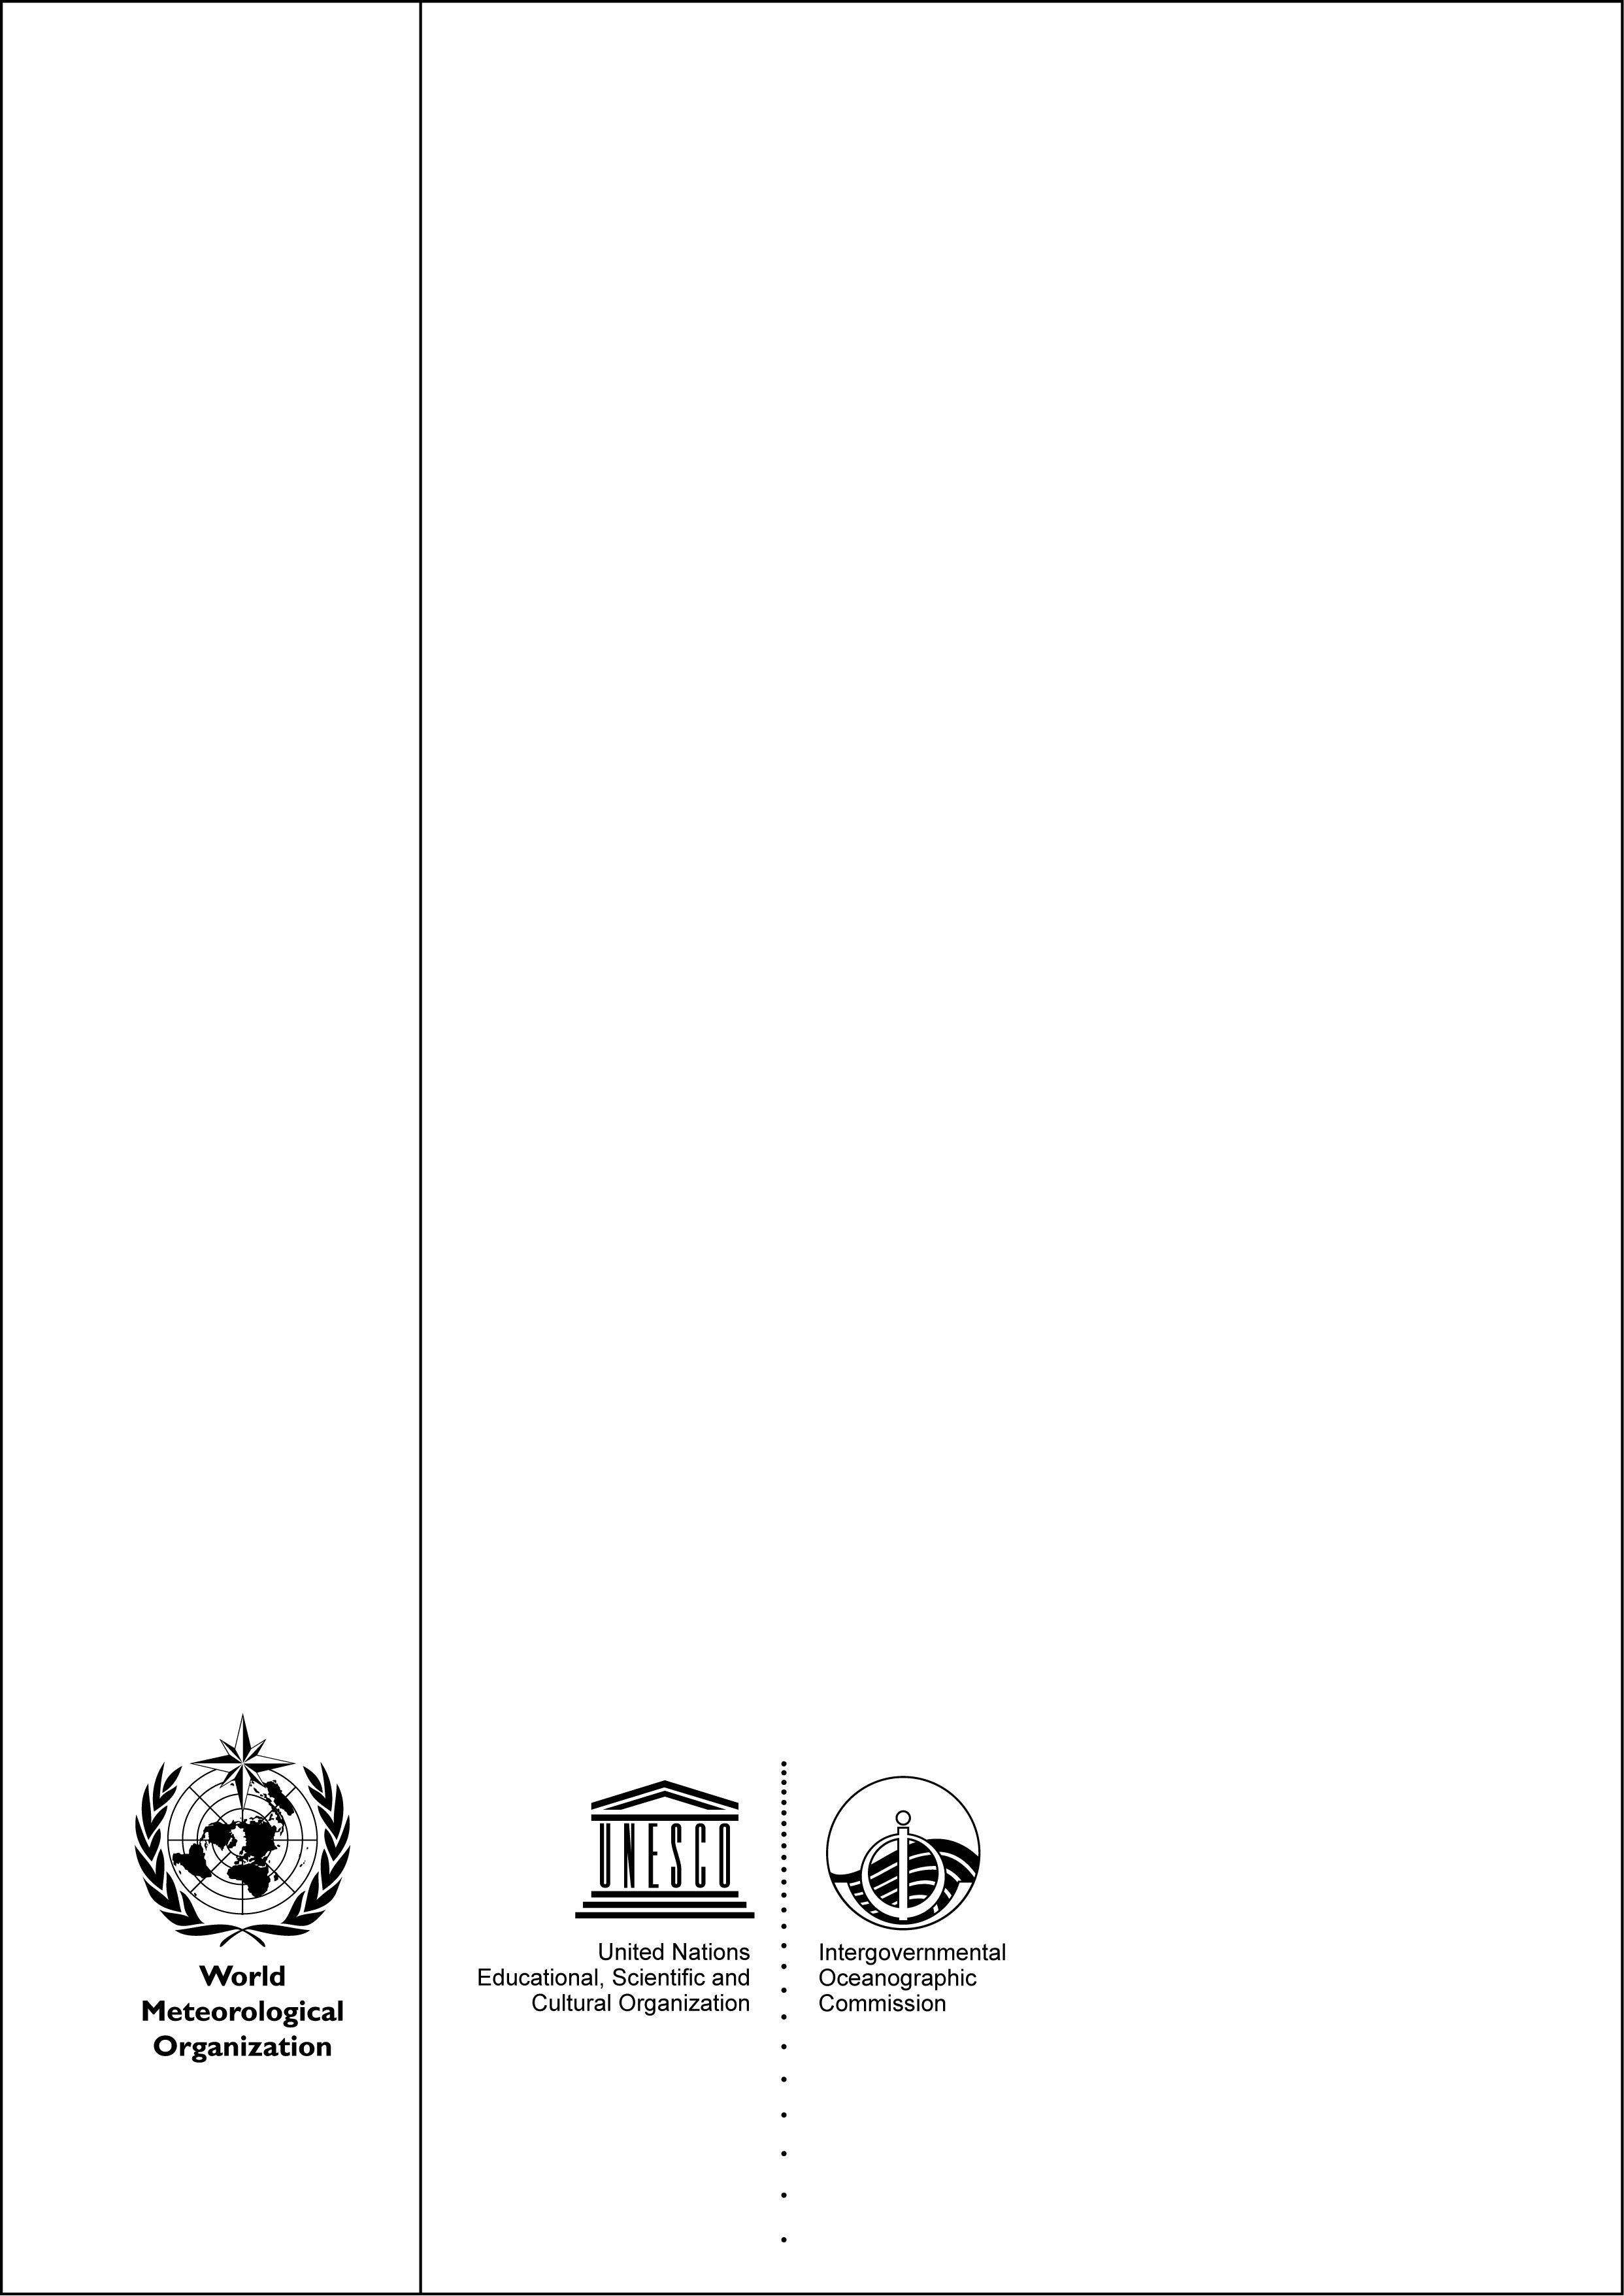 World
Meteorological
Organization
UNESCO
United Nations
Educational, Scientific and
Cultural Organization
Intergovernmental
Oceanographic
Commission